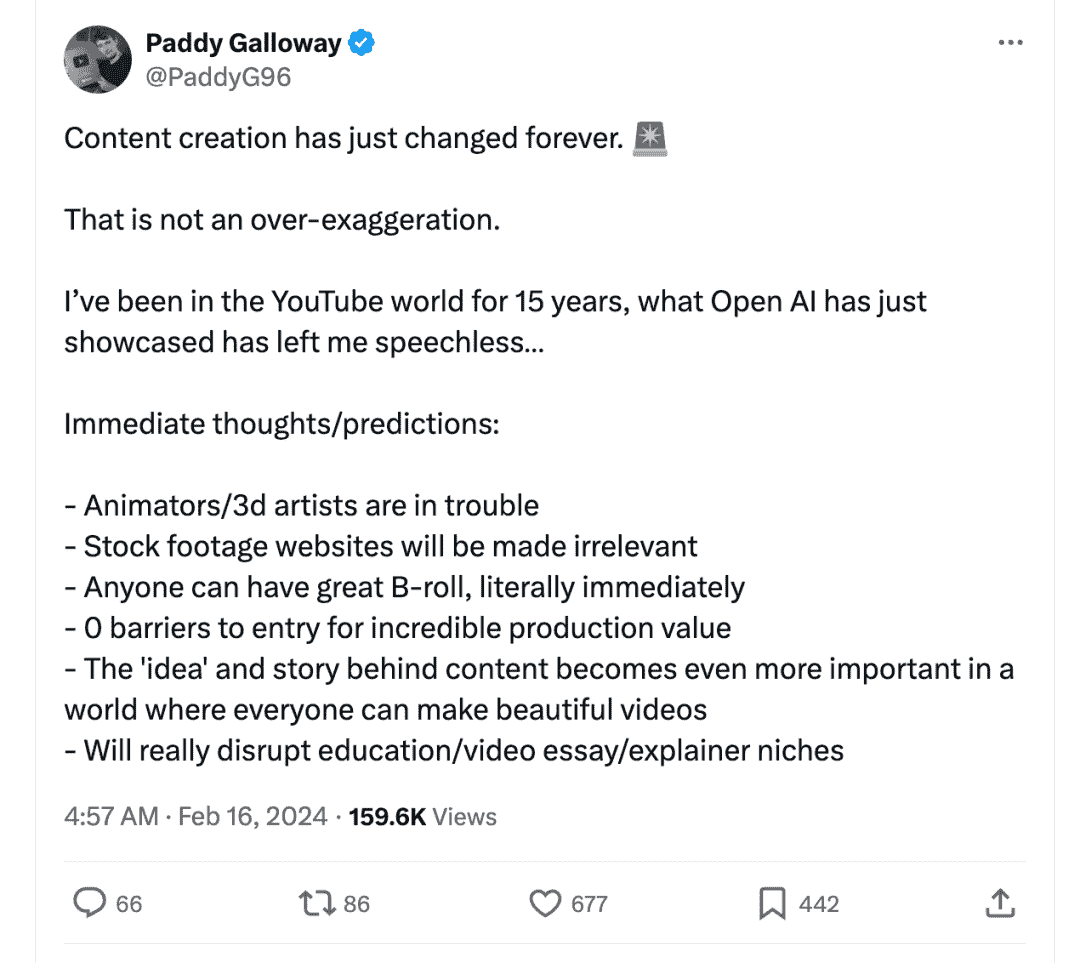 Paddy Galloway
@PaddyG96
Content creation has just changed forever. 🚨
That is not an over-exaggeration.
I’ve been in the YouTube world for 15 years, what Open AI has just
showcased has left me speechless...
Immediate thoughts/predictions:
- Animators/3d artists are in trouble
- Stock footage websites will be made irrelevant
- Anyone can have great B-roll, literally immediately
- 0 barriers to entry for incredible production value
- The 'idea' and story behind content becomes even more important in a
world where everyone can make beautiful videos
- Will really disrupt education/video essay/explainer niches
4:57 AM · Feb 16, 2024 · 159.6K Views
66 86 677 442